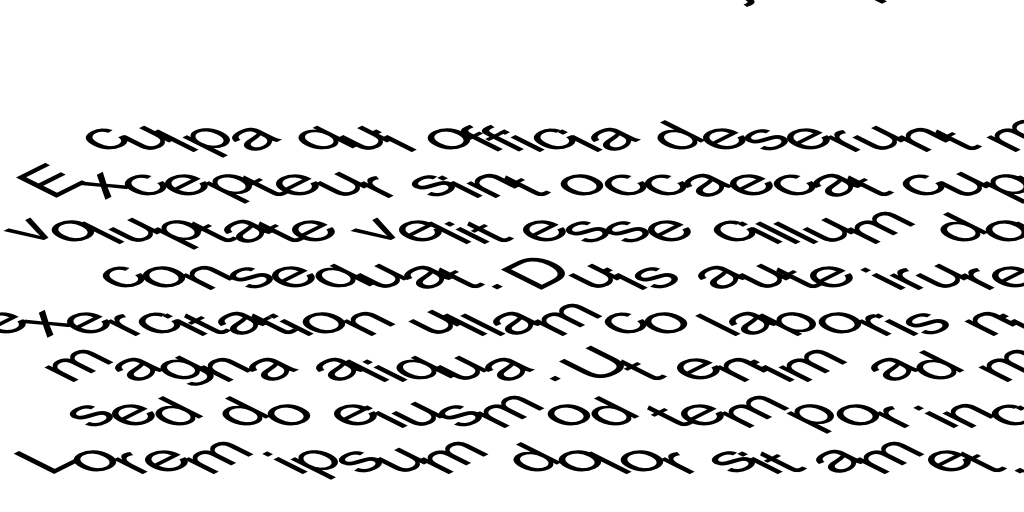 culpa qui officia deserunt m
Excepteur sint occaecat cup
voluptate velit esse cillum do
consequat. Duis aute irure
exercitation ullamco laboris ni
magna aliqua. Ut enim ad m
sed do eiusmod tempor inc
Lorem ipsum dolor sit amet.